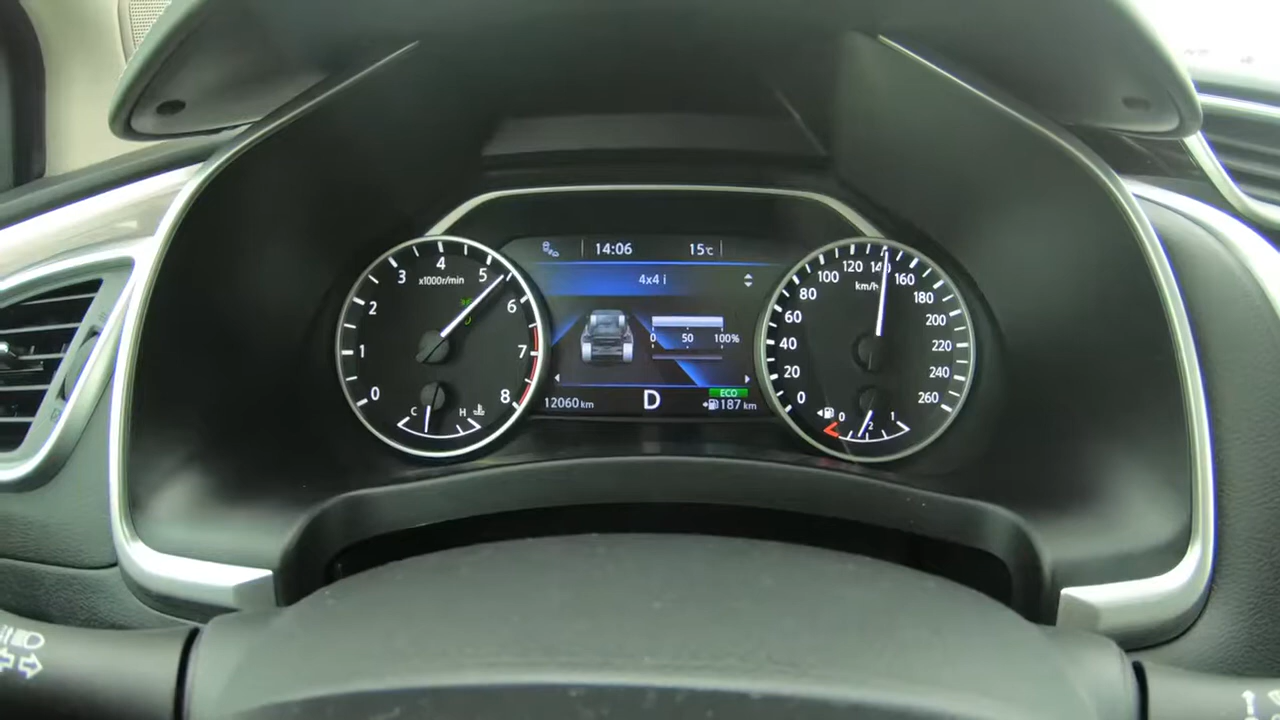 14:06 15℃
4x4 i
0 50 100%
12060 km D ECO
187 km
x1000r/min
0 1 2 3 4 5 6 7 8
C H
km/h
0 20 40 60 80 100 120 140 160 180 200 220 240 260
0 1/2 1